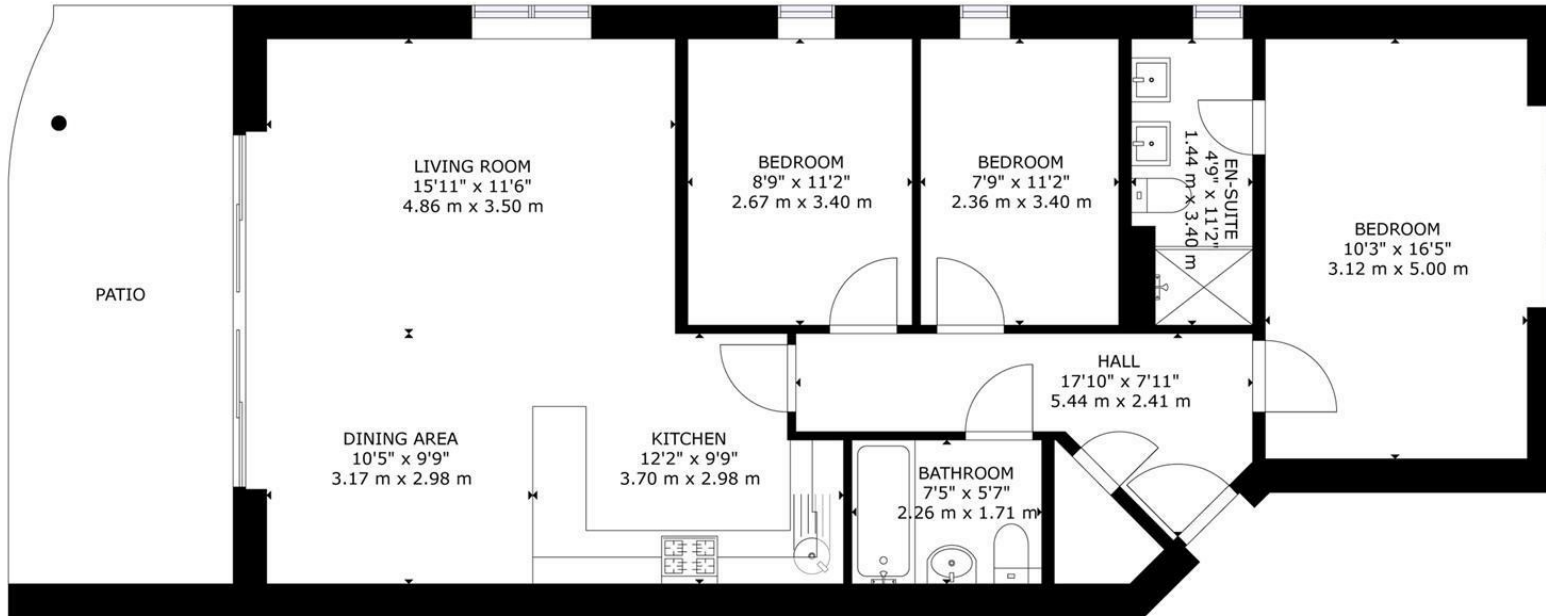 LIVING ROOM
15'11" x 11'6"
4.86 m x 3.50 m
BEDROOM
8'9" x 11'2"
2.67 m x 3.40 m
BEDROOM
7'9" x 11'2"
2.36 m x 3.40 m
EN-SUITE
4'9" x 11'2"
1.44 m x 3.40 m
BEDROOM
10'3" x 16'5"
3.12 m x 5.00 m
PATIO
HALL
17'10" x 7'11"
5.44 m x 2.41 m
DINING AREA
10'5" x 9'9"
3.17 m x 2.98 m
KITCHEN
12'2" x 9'9"
3.70 m x 2.98 m
BATHROOM
7'5" x 5'7"
2.26 m x 1.71 m